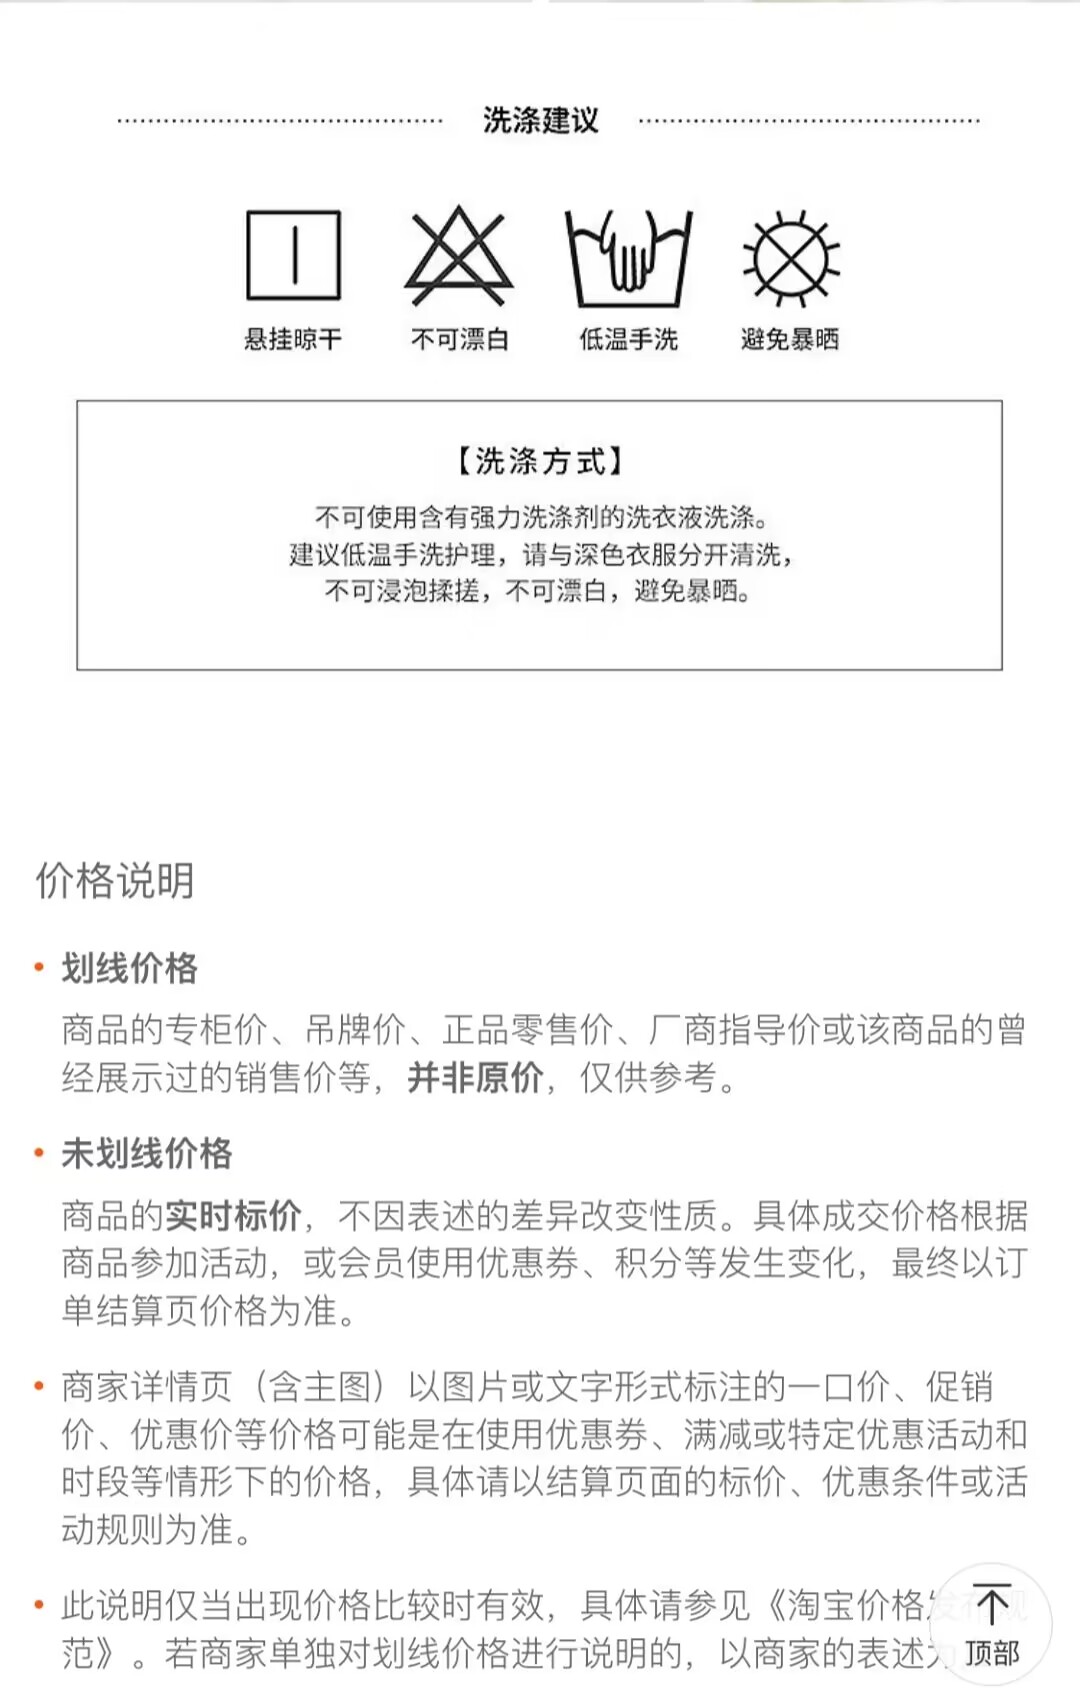 洗涤建议
悬挂晾干 不可漂白 低温手洗 避免暴晒
【洗涤方式】
不可使用含有强力洗涤剂的洗衣液洗涤。
建议低温手洗护理，请与深色衣服分开清洗，
不可浸泡揉搓，不可漂白，避免暴晒。
价格说明
划线价格
商品的专柜价、吊牌价、正品零售价、厂商指导价或该商品的曾
经展示过的销售价等，并非原价，仅供参考。
未划线价格
商品的实时标价，不因表述的差异改变性质。具体成交价格根据
商品参加活动，或会员使用优惠券、积分等发生变化，最终以订
单结算页价格为准。
商家详情页（含主图）以图片或文字形式标注的一口价、促销
价、优惠价等价格可能是在使用优惠券、满减或特定优惠活动和
时段等情形下的价格，具体请以结算页面的标价、优惠条件或活
动规则为准。
此说明仅当出现价格比较时有效，具体请参见《淘宝价格发布规
范》。若商家单独对划线价格进行说明的，以商家的表述为
顶部